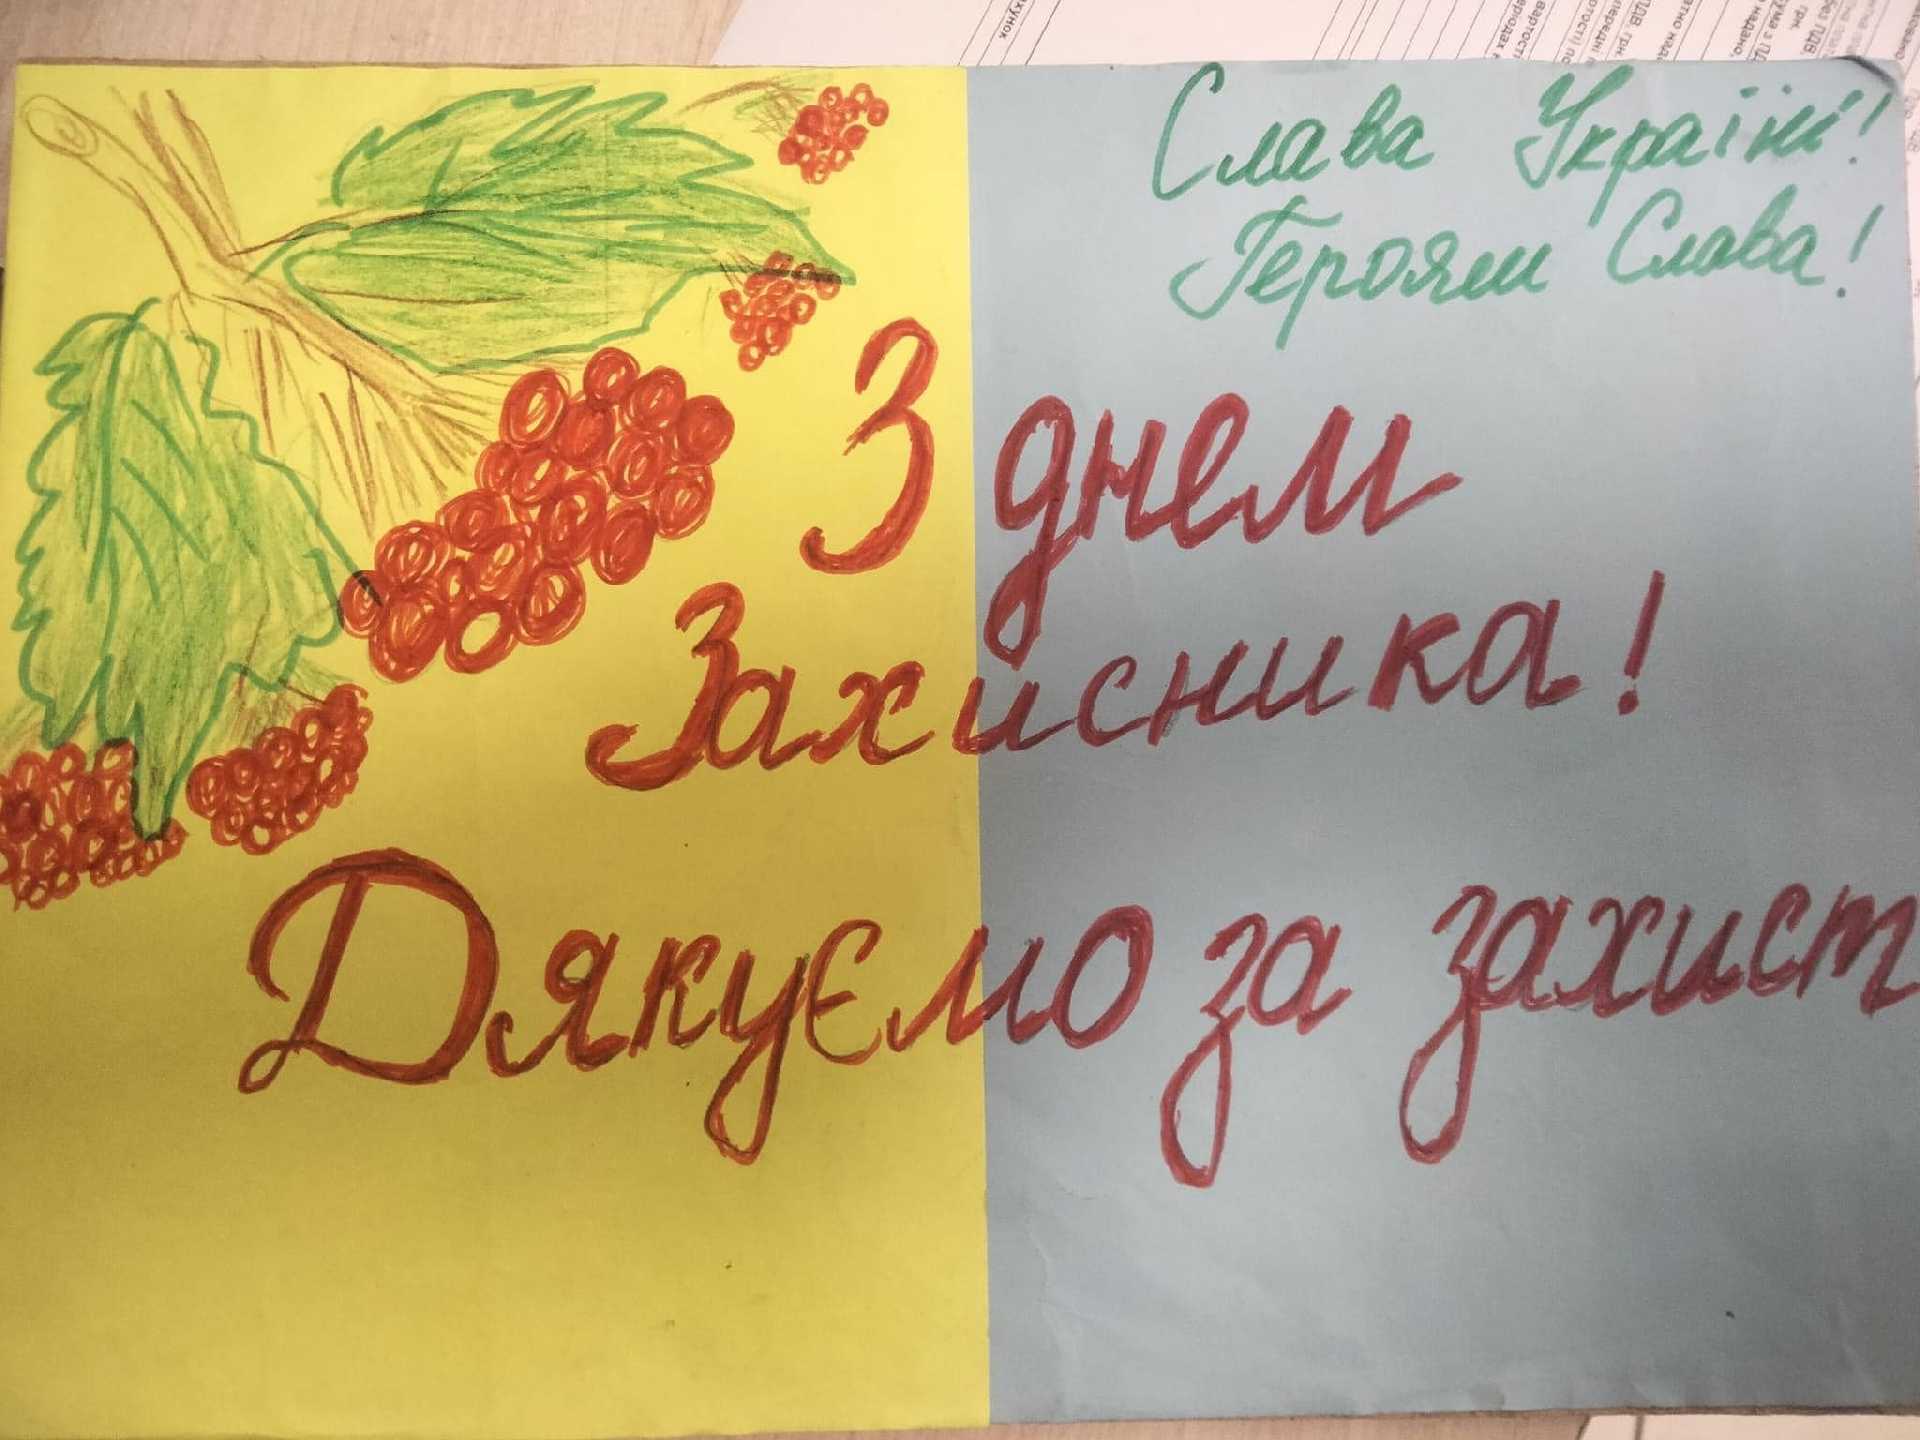 Слава Україні!
Героям Слава!
З днем
Захисника!
Дякуємо за захист